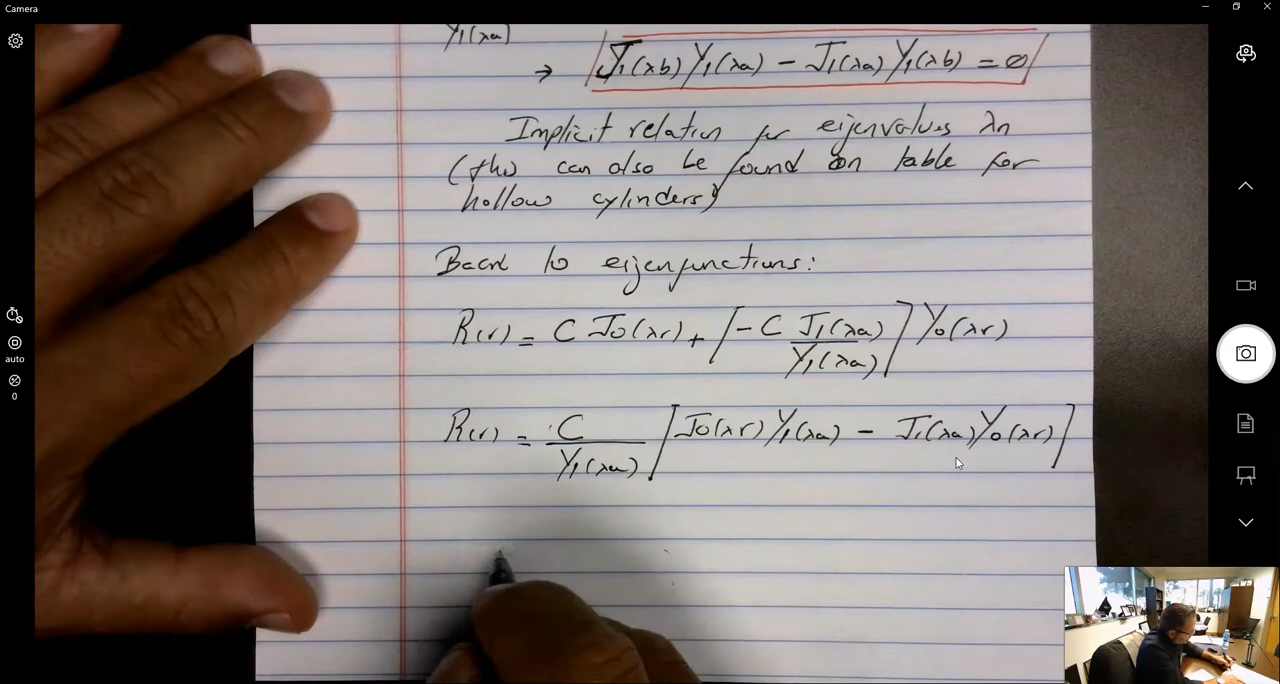 Camera
Y1(λa)
→ J1(λb)Y1(λa) - J1(λa)Y1(λb) = 0
Implicit relation for eigenvalues λn
(this can also be found on table for
hollow cylinders)
Back to eigenfunctions:
R(r) = C J0(λr) + [-C J1(λa) / Y1(λa)] Y0(λr)
R(r) = C / Y1(λa) [J0(λr)Y1(λa) - J1(λa)Y0(λr)]
auto
0